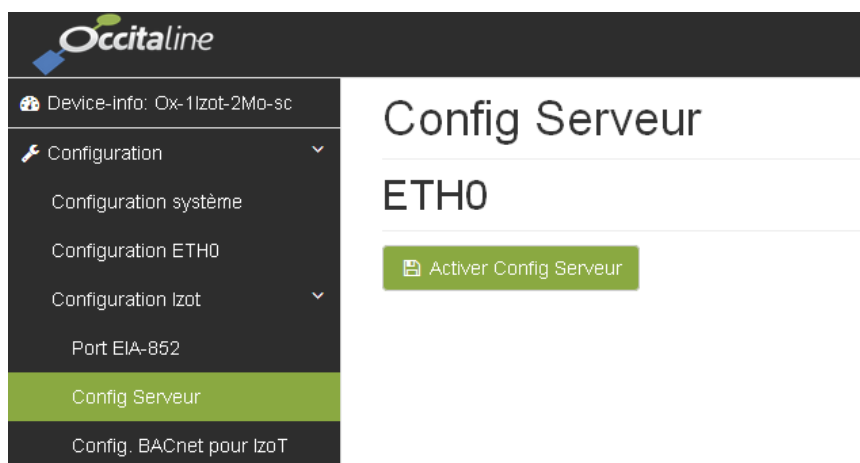 Occitaline
Device-info: Ox-1Izot-2Mo-sc
Configuration
Configuration système
Configuration ETH0
Configuration Izot
Port EIA-852
Config Serveur
Config. BACnet pour IzoT
Config Serveur
ETH0
Activer Config Serveur